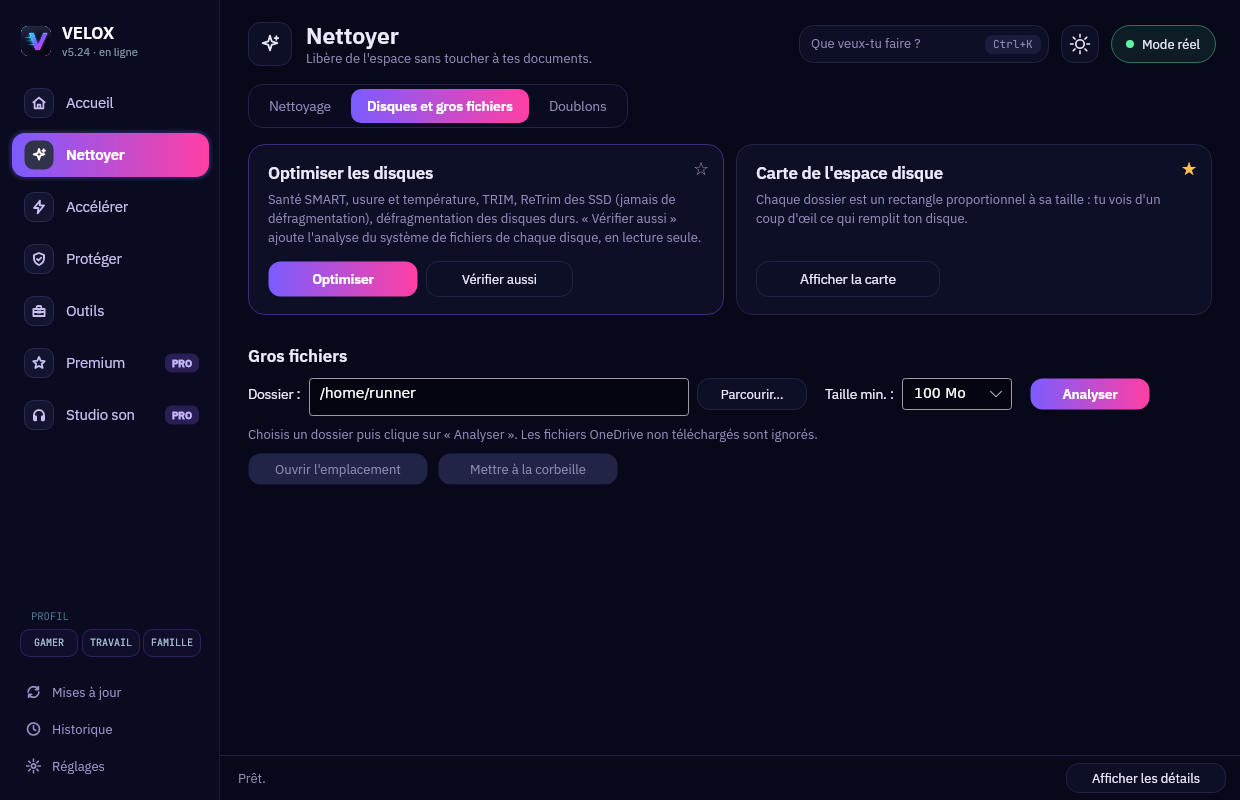 VELOX
v5.24 · en ligne
Accueil
Nettoyer
Accélérer
Protéger
Outils
Premium PRO
Studio son PRO
PROFIL
GAMER TRAVAIL FAMILLE
Mises à jour
Historique
Réglages
Nettoyer
Libère de l'espace sans toucher à tes documents.
Que veux-tu faire ? Ctrl+K
Mode réel
Nettoyage Disques et gros fichiers Doublons
Optimiser les disques
Santé SMART, usure et température, TRIM, ReTrim des SSD (jamais de
défragmentation), défragmentation des disques durs. « Vérifier aussi »
ajoute l'analyse du système de fichiers de chaque disque, en lecture seule.
Optimiser Vérifier aussi
Carte de l'espace disque
Chaque dossier est un rectangle proportionnel à sa taille : tu vois d'un
coup d'œil ce qui remplit ton disque.
Afficher la carte
Gros fichiers
Dossier : /home/runner Parcourir... Taille min. : 100 Mo Analyser
Choisis un dossier puis clique sur « Analyser ». Les fichiers OneDrive non téléchargés sont ignorés.
Ouvrir l'emplacement Mettre à la corbeille
Prêt. Afficher les détails